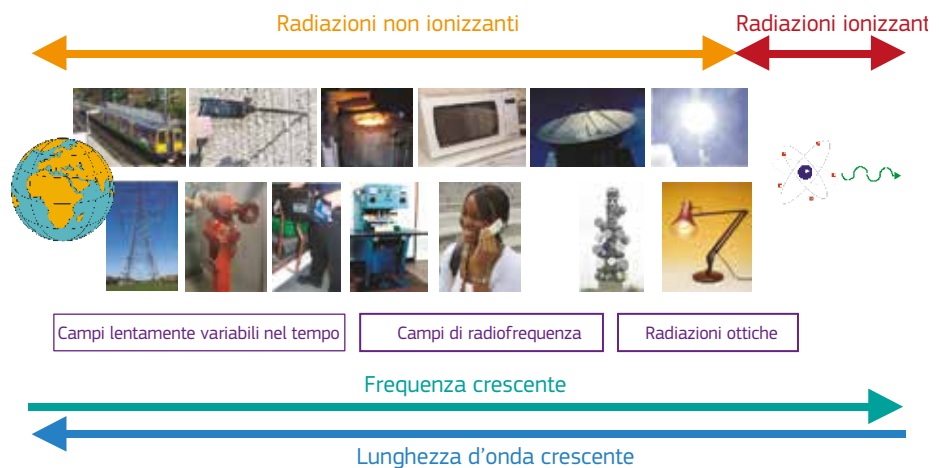 Radiazioni non ionizzanti
Radiazioni ionizzant
Campi lentamente variabili nel tempo
Campi di radiofrequenza
Radiazioni ottiche
Frequenza crescente
Lunghezza d'onda crescente